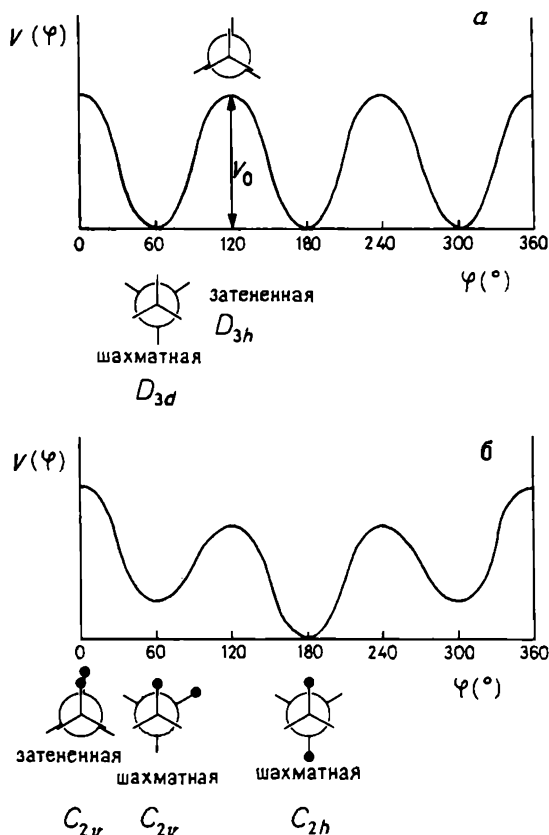 а
V(φ)
V₀
0 60 120 180 240 300 360
φ(°)
затененная
D₃ₕ
шахматная
D₃d
б
V(φ)
0 60 120 180 240 300 360
φ(°)
затененная
шахматная
шахматная
C₂ᵥ C₂ᵥ C₂ₕ